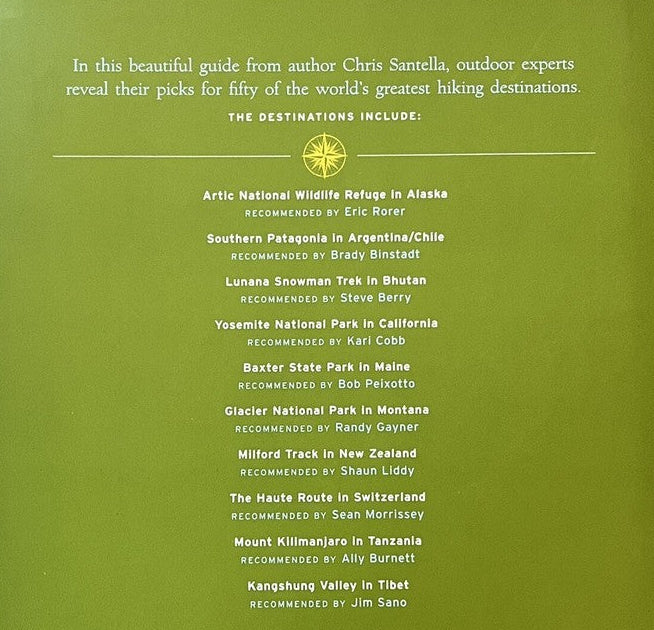 In this beautiful guide from author Chris Santella, outdoor experts
reveal their picks for fifty of the world's greatest hiking destinations.
THE DESTINATIONS INCLUDE:
Artic National Wildlife Refuge in Alaska
RECOMMENDED BY Eric Rorer
Southern Patagonia in Argentina/Chile
RECOMMENDED BY Brady Binstadt
Lunana Snowman Trek in Bhutan
RECOMMENDED BY Steve Berry
Yosemite National Park in California
RECOMMENDED BY Kari Cobb
Baxter State Park in Maine
RECOMMENDED BY Bob Peixotto
Glacier National Park in Montana
RECOMMENDED BY Randy Gayner
Milford Track in New Zealand
RECOMMENDED BY Shaun Liddy
The Haute Route in Switzerland
RECOMMENDED BY Sean Morrissey
Mount Kilimanjaro in Tanzania
RECOMMENDED BY Ally Burnett
Kangshung Valley in Tibet
RECOMMENDED BY Jim Sano